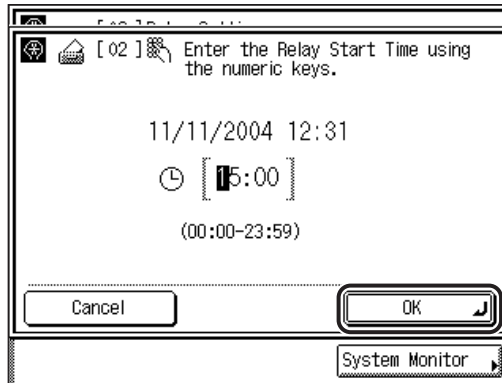 [ 02 ] Enter the Relay Start Time using
the numeric keys.
11/11/2004 12:31
15:00
(00:00-23:59)
Cancel
OK
System Monitor